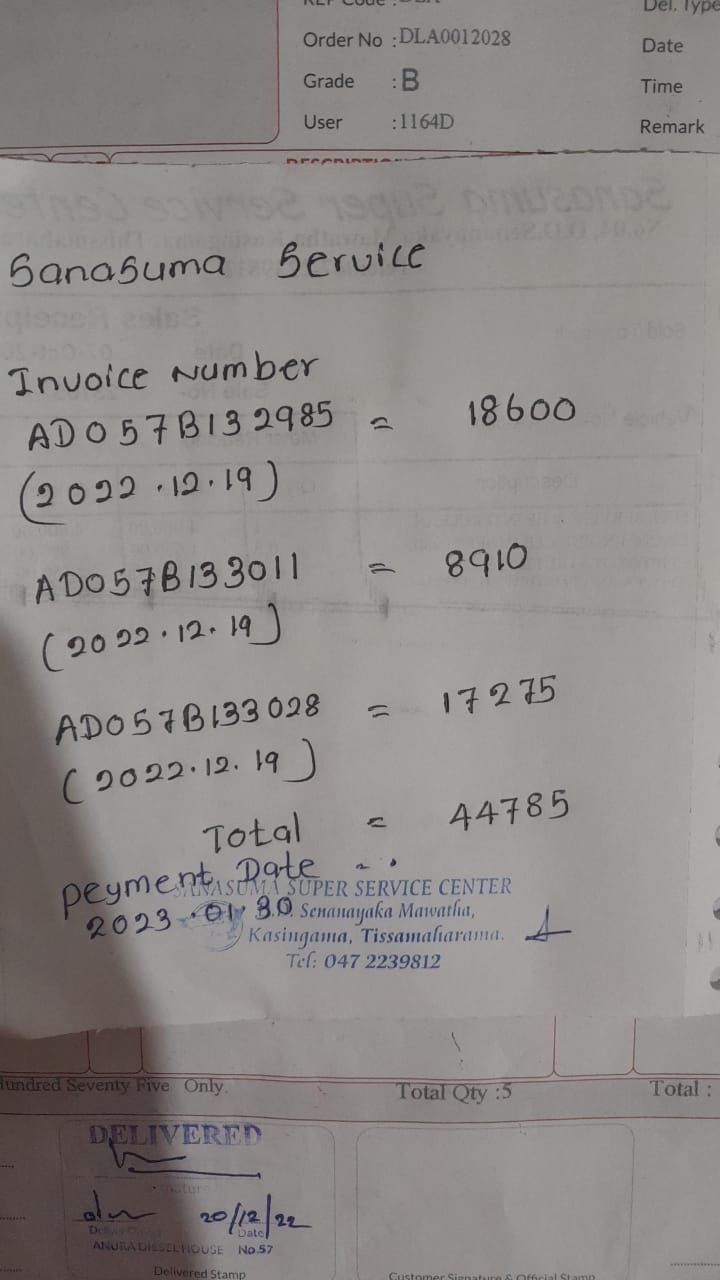 Del. Type
Order No : DLA0012028
Date
Grade : B
Time
User : 1164D
Remark
Sanasuma Service
Invoice Number
AD057B132985 = 18600
(2022.12.19)
AD057B133011 = 8910
(2022.12.19)
AD057B133028 = 17275
(2022.12.19)
Total = 44785
Peyment Date
SANASUMA SUPER SERVICE CENTER
2023.01.30
Senanayaka Mawatha,
Kasingama, Tissamaharama.
Tel: 047 2239812
Hundred Seventy Five Only.
Total Qty :5
Total :
DELIVERED
20/12/22
Date
ANURA DIESEL HOUSE No.57
Delivered Stamp
Customer Signature & Official Stamp